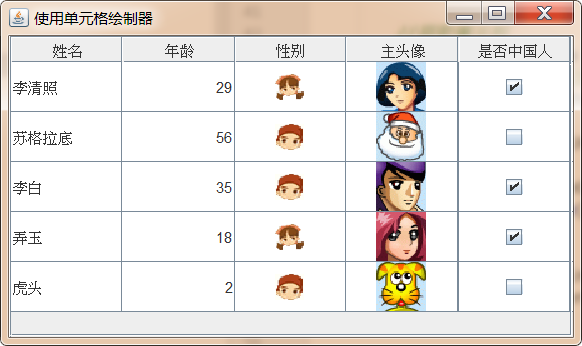 使用单元格绘制器
姓名 年龄 性别 主头像 是否中国人
李清照 29
苏格拉底 56
李白 35
弄玉 18
虎头 2